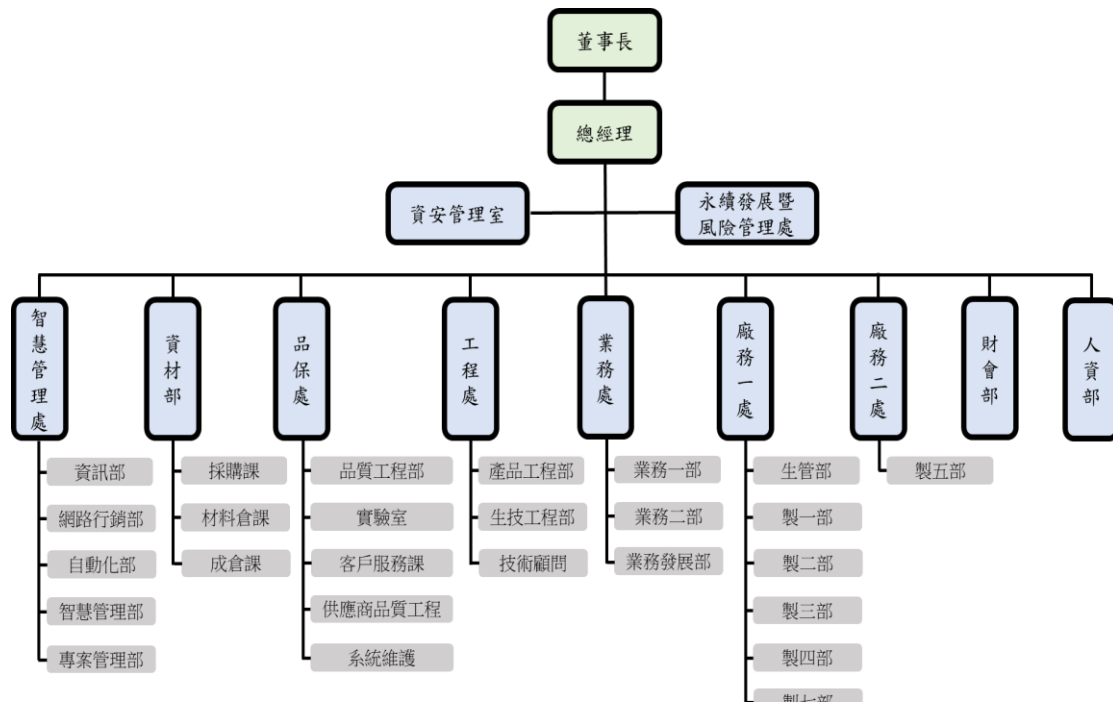 董事長
總經理
資安管理室
永續發展暨
風險管理處
智慧管理處
資材部
品保處
工程處
業務處
廠務一處
廠務二處
財會部
人資部
資訊部
網路行銷部
自動化部
智慧管理部
專案管理部
採購課
材料倉課
成倉課
品質工程部
實驗室
客戶服務課
供應商品質工程
系統維護
產品工程部
生技工程部
技術顧問
業務一部
業務二部
業務發展部
生管部
製一部
製二部
製三部
製四部
製七部
製五部